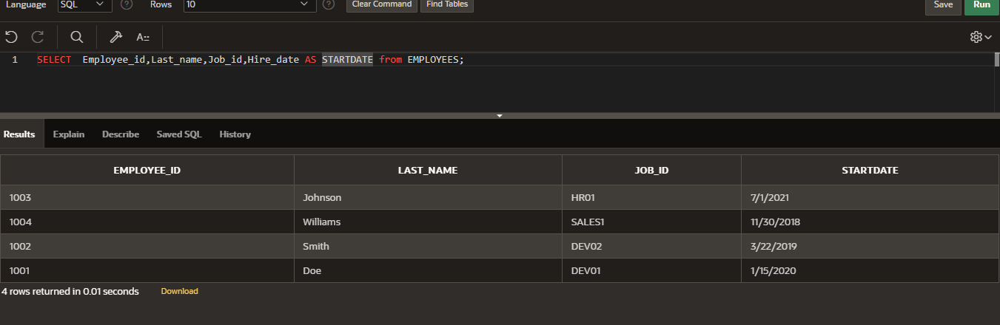 Language SQL ? Rows 10 ? Clear Command Find Tables Save Run
A::
1 SELECT  Employee_id,Last_name,Job_id,Hire_date AS STARTDATE from EMPLOYEES;
Results Explain Describe Saved SQL History
EMPLOYEE_ID LAST_NAME JOB_ID STARTDATE
1003 Johnson HR01 7/1/2021
1004 Williams SALES1 11/30/2018
1002 Smith DEV02 3/22/2019
1001 Doe DEV01 1/15/2020
4 rows returned in 0.01 seconds Download